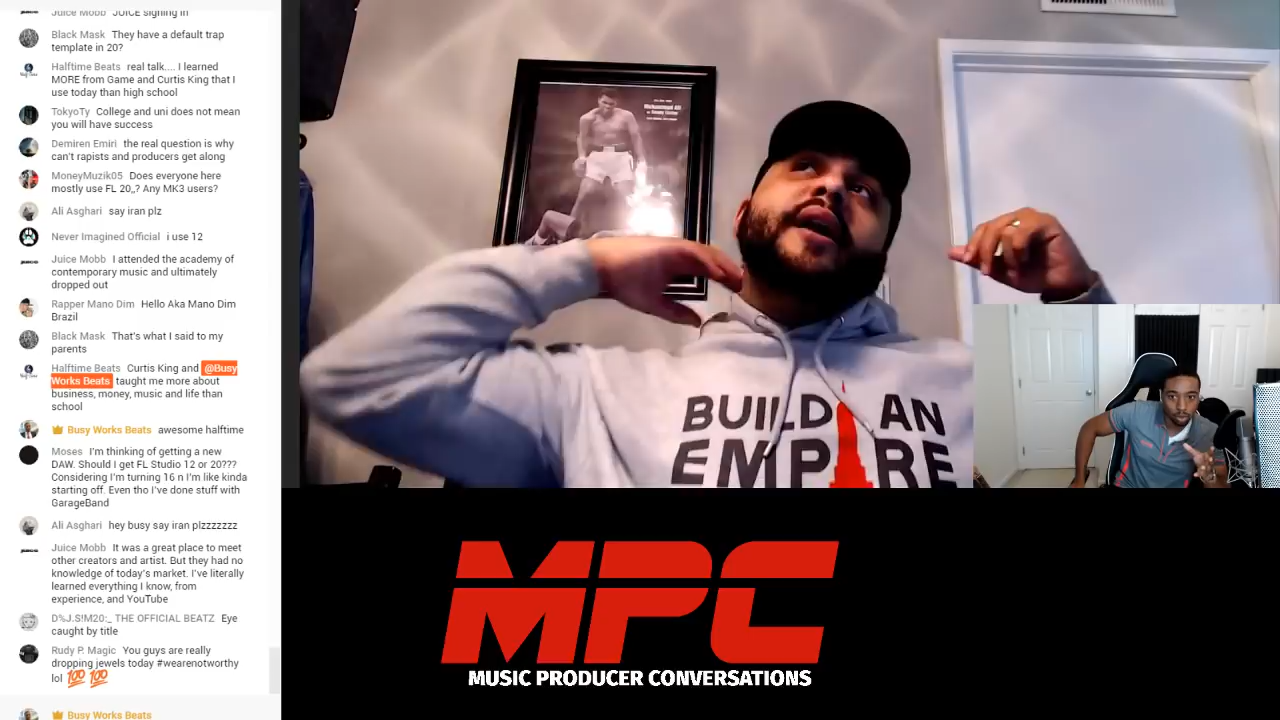 Juice Mobb JUICE signing in
Black Mask They have a default trap
template in 20?
Halftime Beats real talk.... I learned
MORE from Game and Curtis King that I
use today than high school
TokyoTy College and uni does not mean
you will have success
Demiren Emiri the real question is why
can't rapists and producers get along
MoneyMuzik05 Does everyone here
mostly use FL 20,,? Any MK3 users?
Ali Asghari say iran plz
Never Imagined Official i use 12
Juice Mobb I attended the academy of
contemporary music and ultimately
dropped out
Rapper Mano Dim Hello Aka Mano Dim
Brazil
Black Mask That's what I said to my
parents
Halftime Beats Curtis King and @Busy
Works Beats taught me more about
business, money, music and life than
school
Busy Works Beats awesome halftime
Moses I'm thinking of getting a new
DAW. Should I get FL Studio 12 or 20???
Considering I'm turning 16 n I'm like kinda
starting off. Even tho I've done stuff with
GarageBand
Ali Asghari hey busy say iran plzzzzzzz
Juice Mobb It was a great place to meet
other creators and artist. But they had no
knowledge of today's market. I've literally
learned everything I know, from
experience, and YouTube
D%J.S!M20:_ THE OFFICIAL BEATZ Eye
caught by title
Rudy P. Magic You guys are really
dropping jewels today #wearenotworthy
lol 💯 💯
Busy Works Beats
Muhammad Ali
BUILD AN
EMPIRE
MPC
MUSIC PRODUCER CONVERSATIONS